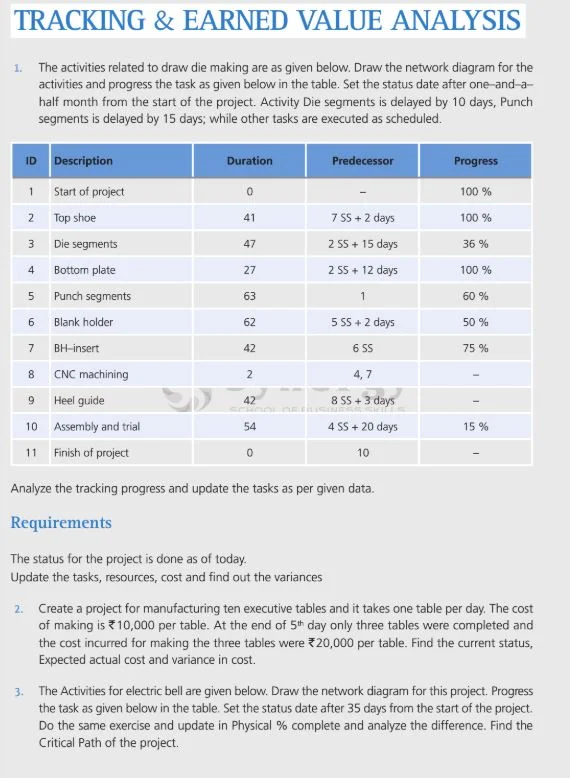 TRACKING & EARNED VALUE ANALYSIS
1. The activities related to draw die making are as given below. Draw the network diagram for the
activities and progress the task as given below in the table. Set the status date after one–and–a–
half month from the start of the project. Activity Die segments is delayed by 10 days, Punch
segments is delayed by 15 days; while other tasks are executed as scheduled.
ID Description Duration Predecessor Progress
1 Start of project 0 – 100 %
2 Top shoe 41 7 SS + 2 days 100 %
3 Die segments 47 2 SS + 15 days 36 %
4 Bottom plate 27 2 SS + 12 days 100 %
5 Punch segments 63 1 60 %
6 Blank holder 62 5 SS + 2 days 50 %
7 BH–insert 42 6 SS 75 %
8 CNC machining 2 4, 7 –
9 Heel guide 42 8 SS + 3 days –
SCHOOL OF BUSINESS SKILLS
10 Assembly and trial 54 4 SS + 20 days 15 %
11 Finish of project 0 10 –
Analyze the tracking progress and update the tasks as per given data.
Requirements
The status for the project is done as of today.
Update the tasks, resources, cost and find out the variances
2. Create a project for manufacturing ten executive tables and it takes one table per day. The cost
of making is ₹10,000 per table. At the end of 5th day only three tables were completed and
the cost incurred for making the three tables were ₹20,000 per table. Find the current status,
Expected actual cost and variance in cost.
3. The Activities for electric bell are given below. Draw the network diagram for this project. Progress
the task as given below in the table. Set the status date after 35 days from the start of the project.
Do the same exercise and update in Physical % complete and analyze the difference. Find the
Critical Path of the project.